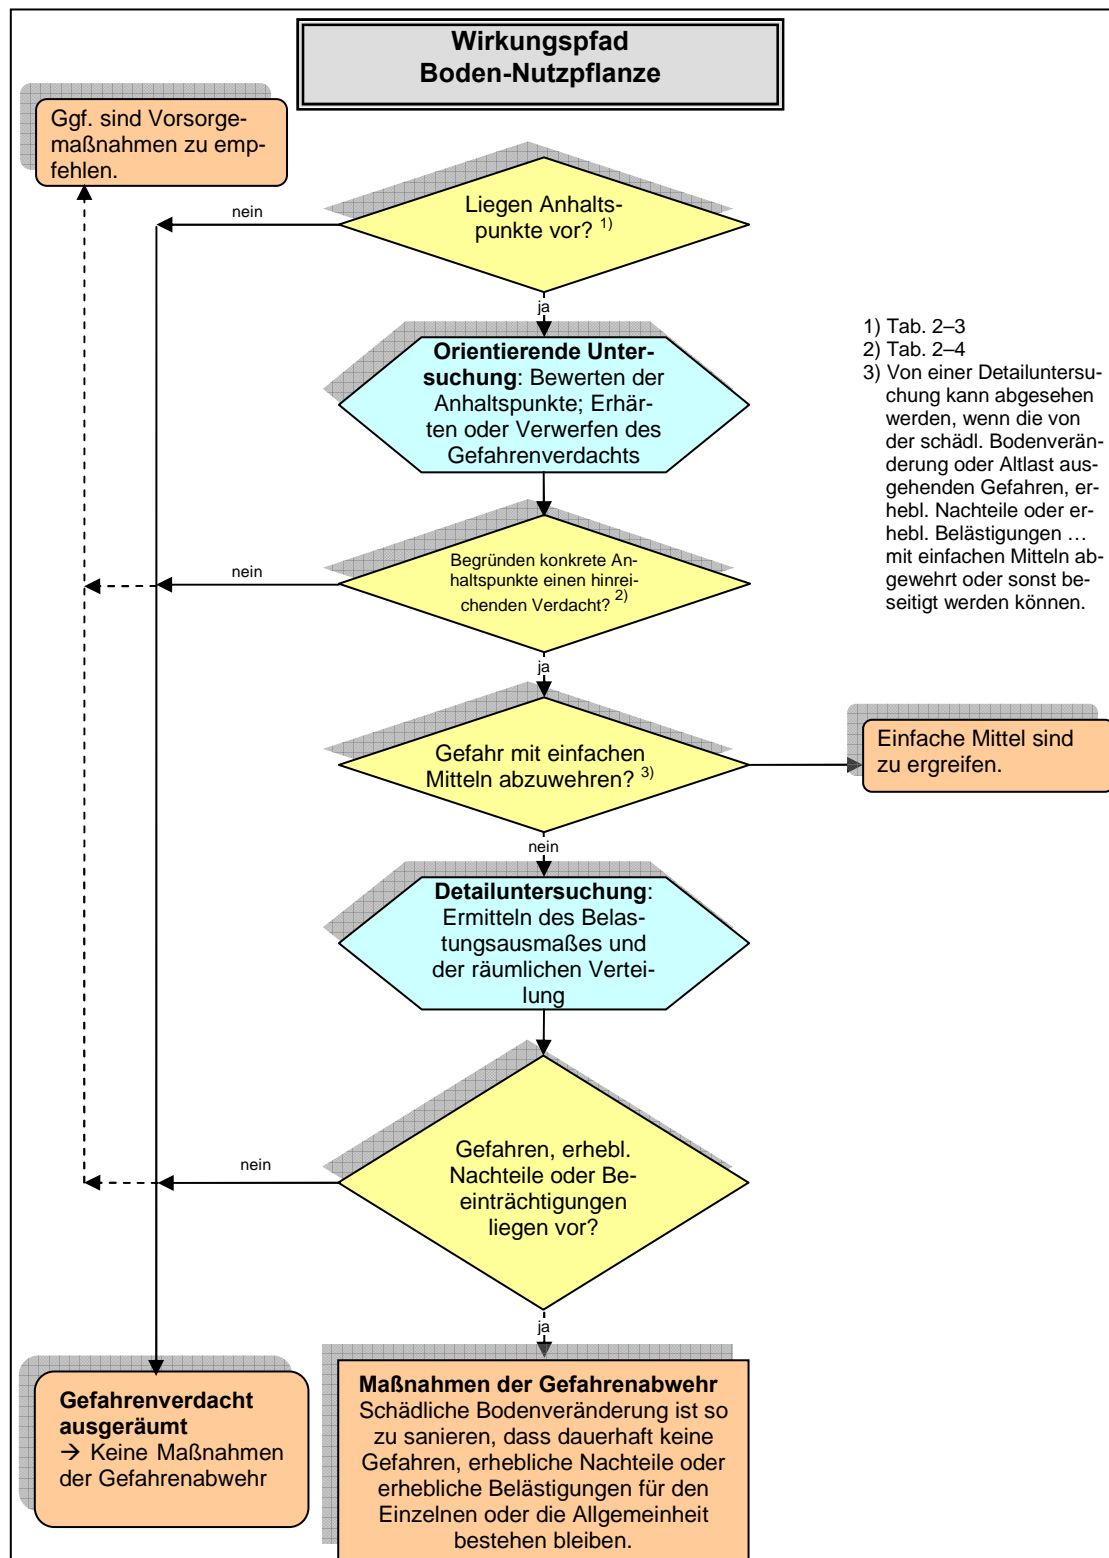 Wirkungspfad
Boden-Nutzpflanze
Ggf. sind Vorsorge-
maßnahmen zu emp-
fehlen.
Liegen Anhalts-
punkte vor? 1)
nein
ja
Orientierende Unter-
suchung: Bewerten der
Anhaltspunkte; Erhär-
ten oder Verwerfen des
Gefahrenverdachts
1) Tab. 2–3
2) Tab. 2–4
3) Von einer Detailuntersu-
chung kann abgesehen
werden, wenn die von
der schädl. Bodenverä-
nderung oder Altlast aus-
gehenden Gefahren, er-
hebl. Nachteile oder er-
hebl. Belästigungen …
mit einfachen Mitteln ab-
gewehrt oder sonst be-
seitigt werden können.
Begründen konkrete An-
haltspunkte einen hinrei-
chenden Verdacht? 2)
nein
ja
Gefahr mit einfachen
Mitteln abzuwehren? 3)
Einfache Mittel sind
zu ergreifen.
nein
Detailuntersuchung:
Ermitteln des Belas-
tungsausmaßes und
der räumlichen Vertei-
lung
Gefahren, erhebl.
Nachteile oder Be-
einträchtigungen
liegen vor?
nein
ja
Gefahrenverdacht
ausgeräumt
→ Keine Maßnahmen
der Gefahrenabwehr
Maßnahmen der Gefahrenabwehr
Schädliche Bodenveränderung ist so
zu sanieren, dass dauerhaft keine
Gefahren, erhebliche Nachteile oder
erhebliche Belästigungen für den
Einzelnen oder die Allgemeinheit
bestehen bleiben.